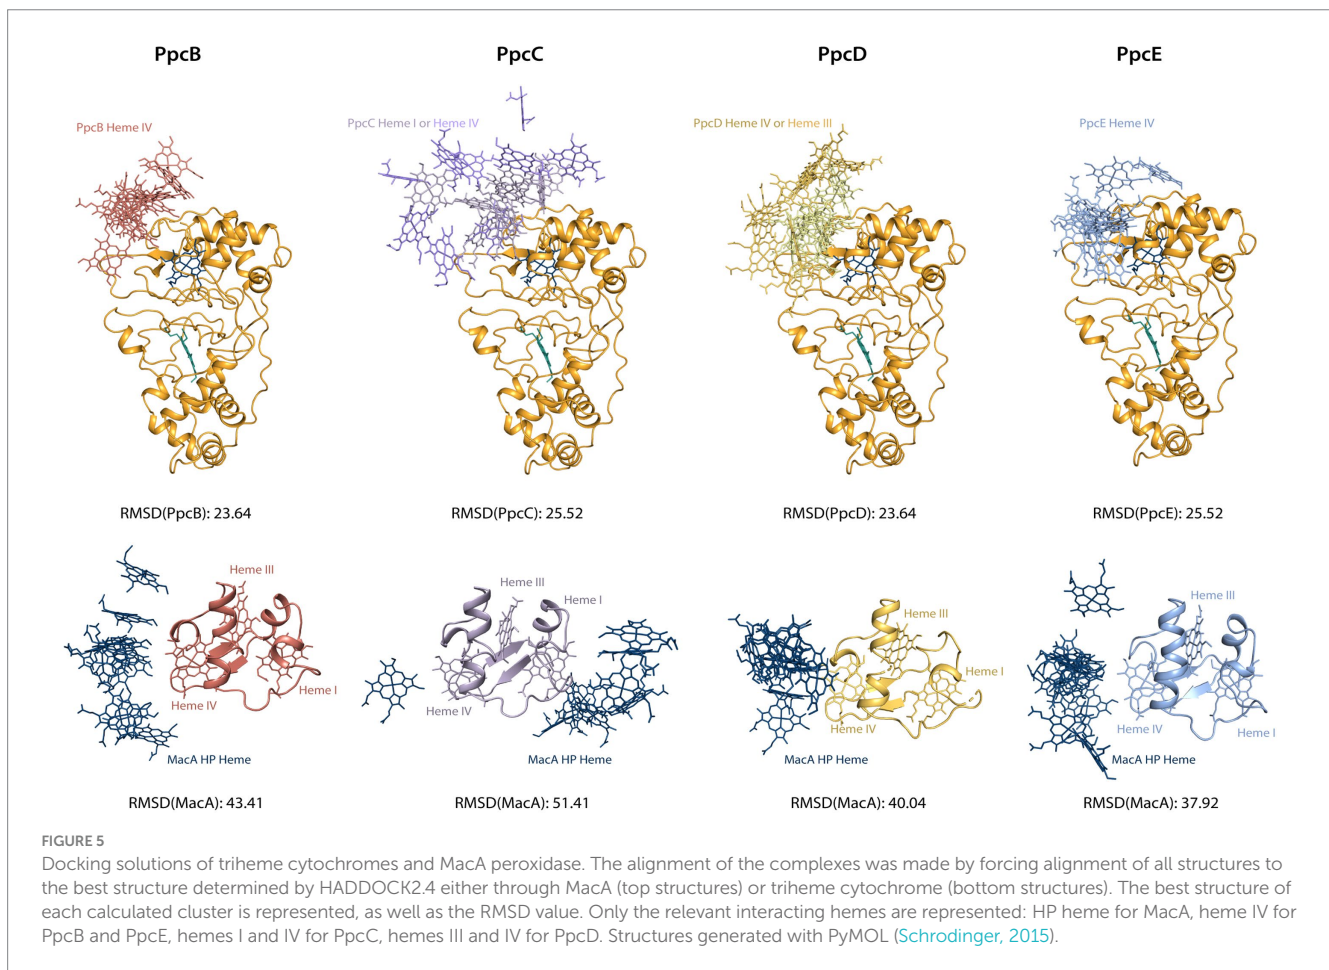 PpcB
PpcC
PpcD
PpcE
PpcB Heme IV
PpcC Heme I or Heme IV
PpcD Heme IV or Heme III
PpcE Heme IV
RMSD(PpcB): 23.64
RMSD(PpcC): 25.52
RMSD(PpcD): 23.64
RMSD(PpcE): 25.52
Heme III
Heme IV
Heme I
MacA HP Heme
Heme III
Heme I
Heme IV
MacA HP Heme
Heme III
Heme I
Heme IV
MacA HP Heme
Heme III
Heme IV
Heme I
MacA HP Heme
RMSD(MacA): 43.41
RMSD(MacA): 51.41
RMSD(MacA): 40.04
RMSD(MacA): 37.92
FIGURE 5
Docking solutions of triheme cytochromes and MacA peroxidase. The alignment of the complexes was made by forcing alignment of all structures to
the best structure determined by HADDOCK2.4 either through MacA (top structures) or triheme cytochrome (bottom structures). The best structure of
each calculated cluster is represented, as well as the RMSD value. Only the relevant interacting hemes are represented: HP heme for MacA, heme IV for
PpcB and PpcE, hemes I and IV for PpcC, hemes III and IV for PpcD. Structures generated with PyMOL (Schrodinger, 2015).